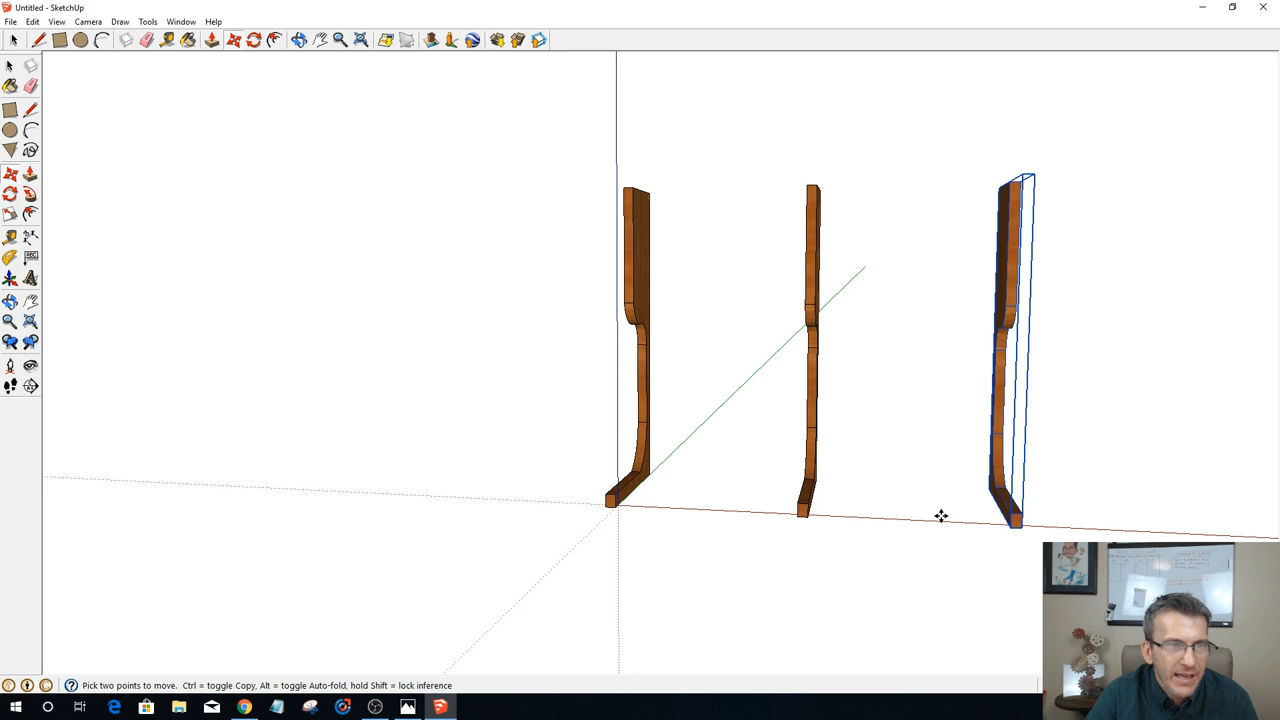 Untitled - SketchUp
File Edit View Camera Draw Tools Window Help
ABC
Pick two points to move. Ctrl = toggle Copy, Alt = toggle Auto-fold, hold Shift = lock inference